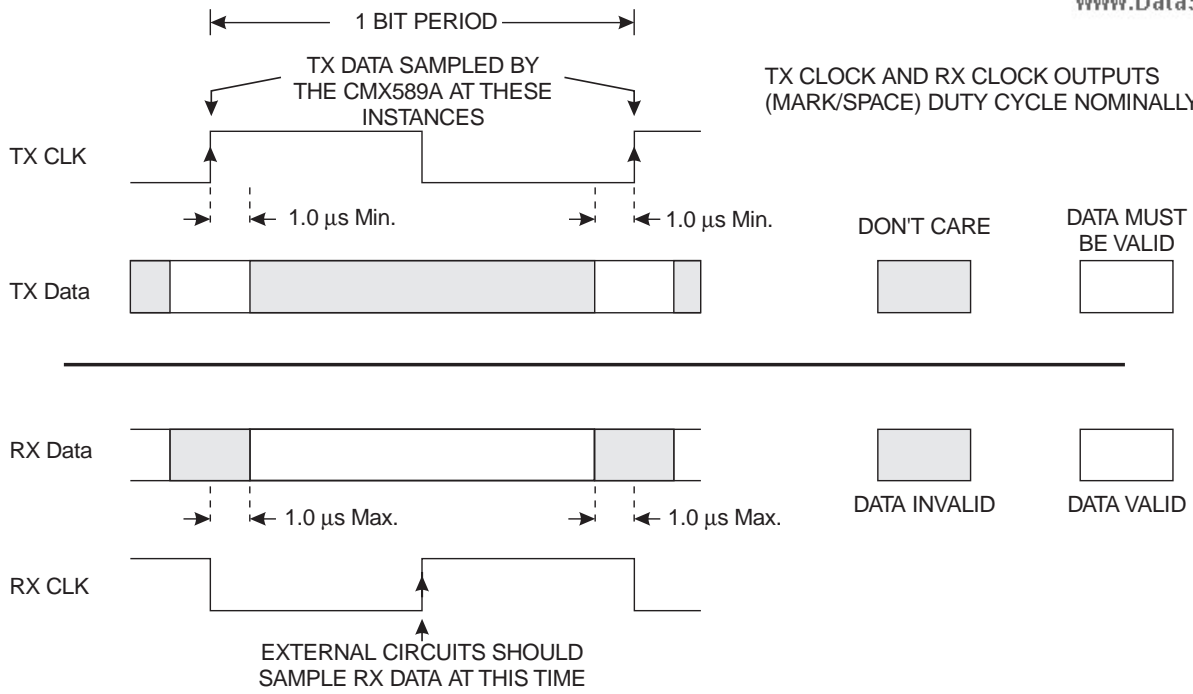 1 BIT PERIOD
TX DATA SAMPLED BY
THE CMX589A AT THESE
INSTANCES
TX CLOCK AND RX CLOCK OUTPUTS
(MARK/SPACE) DUTY CYCLE NOMINALLY
TX CLK
1.0 μs Min.
1.0 μs Min.
DON'T CARE
DATA MUST
BE VALID
TX Data
RX Data
1.0 μs Max.
1.0 μs Max.
DATA INVALID
DATA VALID
RX CLK
EXTERNAL CIRCUITS SHOULD
SAMPLE RX DATA AT THIS TIME